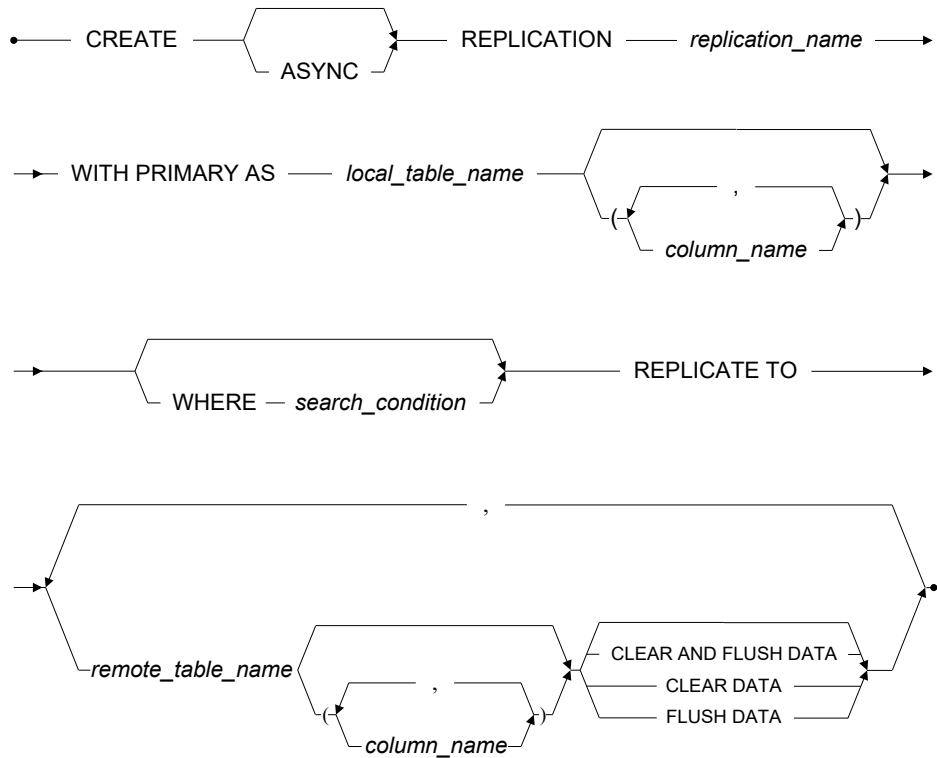 CREATE REPLICATION replication_name
ASYNC
WITH PRIMARY AS local_table_name
,
( )
column_name
REPLICATE TO
WHERE search_condition
,
CLEAR AND FLUSH DATA
remote_table_name
CLEAR DATA
,
( )
FLUSH DATA
column_name